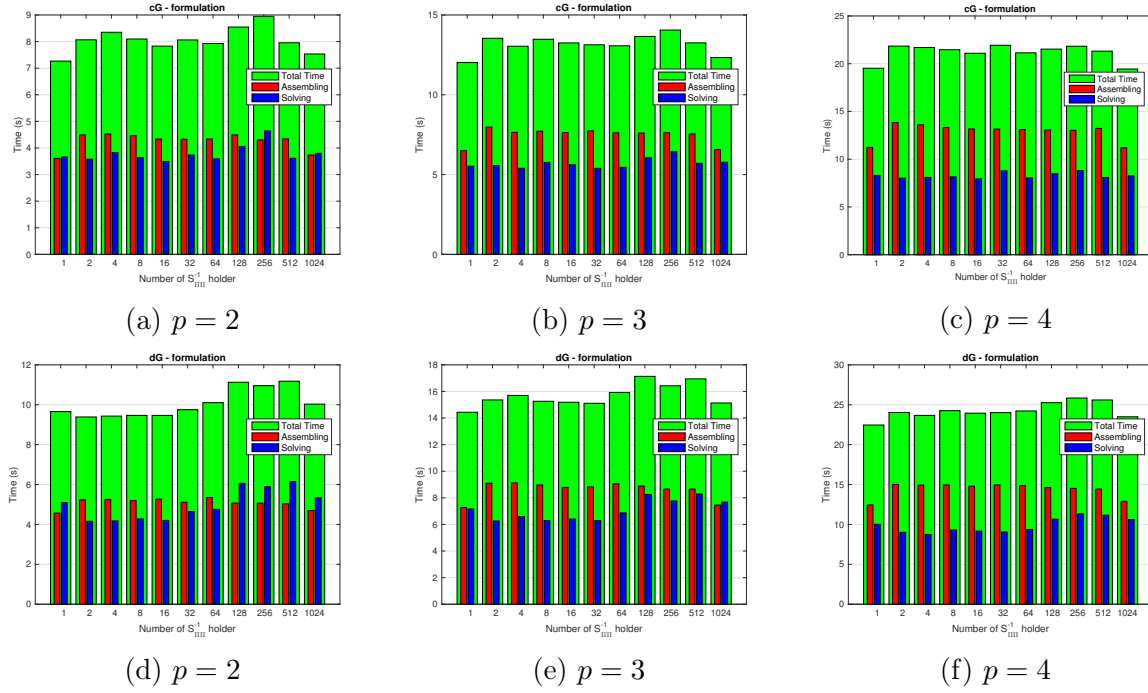 cG - formulation
9
8
7
6
5
4
3
2
1
0
Time (s)
Total Time
Assembling
Solving
1 2 4 8 16 32 64 128 256 512 1024
Number of S⁻¹_IIII holder
(a) p = 2
cG - formulation
15
10
5
0
Time (s)
Total Time
Assembling
Solving
1 2 4 8 16 32 64 128 256 512 1024
Number of S⁻¹_IIII holder
(b) p = 3
cG - formulation
25
20
15
10
5
0
Time (s)
Total Time
Assembling
Solving
1 2 4 8 16 32 64 128 256 512 1024
Number of S⁻¹_IIII holder
(c) p = 4
dG - formulation
12
10
8
6
4
2
0
Time (s)
Total Time
Assembling
Solving
1 2 4 8 16 32 64 128 256 512 1024
Number of S⁻¹_IIII holder
(d) p = 2
dG - formulation
18
16
14
12
10
8
6
4
2
0
Time (s)
Total Time
Assembling
Solving
1 2 4 8 16 32 64 128 256 512 1024
Number of S⁻¹_IIII holder
(e) p = 3
dG - formulation
30
25
20
15
10
5
0
Time (s)
Total Time
Assembling
Solving
1 2 4 8 16 32 64 128 256 512 1024
Number of S⁻¹_IIII holder
(f) p = 4